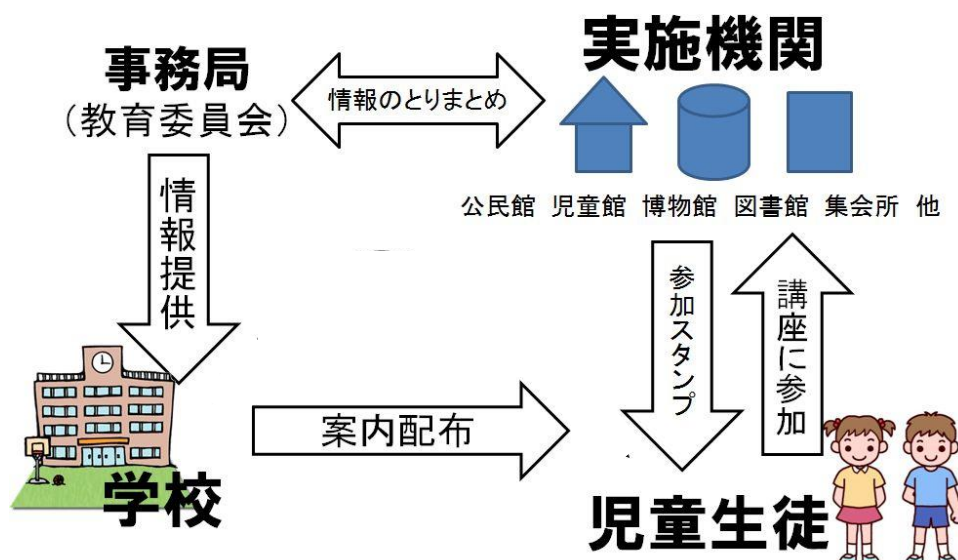 事務局
（教育委員会）
情報のとりまとめ
実施機関
公民館 児童館 博物館 図書館 集会所 他
情報提供
参加スタンプ
講座に参加
案内配布
学校
児童生徒